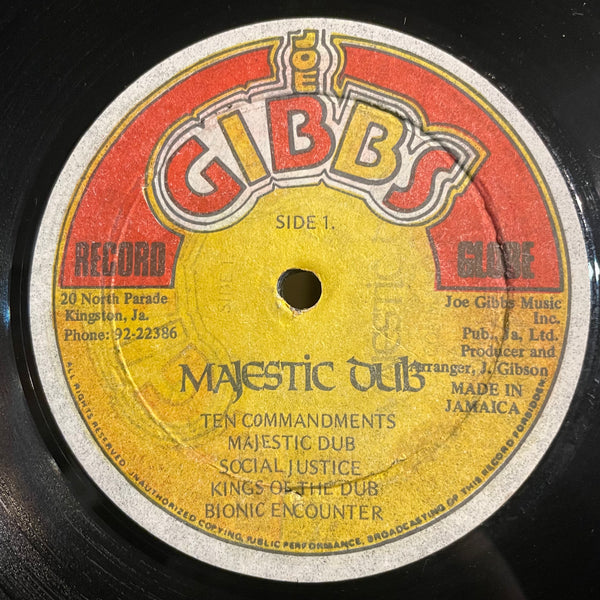 JOE
GIBBS
RECORD GLOBE
SIDE 1.
20 North Parade
Kingston, Ja.
Phone: 92-22386
Joe Gibbs Music
Inc.
Pub, Ja, Ltd.
Producer and
Arranger, J. Gibson
MADE IN
JAMAICA
MAJESTIC DUB
TEN COMMANDMENTS
MAJESTIC DUB
SOCIAL JUSTICE
KINGS OF THE DUB
BIONIC ENCOUNTER
ALL RIGHTS RESERVED. UNAUTHORIZED COPYING, PUBLIC PERFORMANCE, BROADCASTING OF THIS RECORD FORBIDDEN.